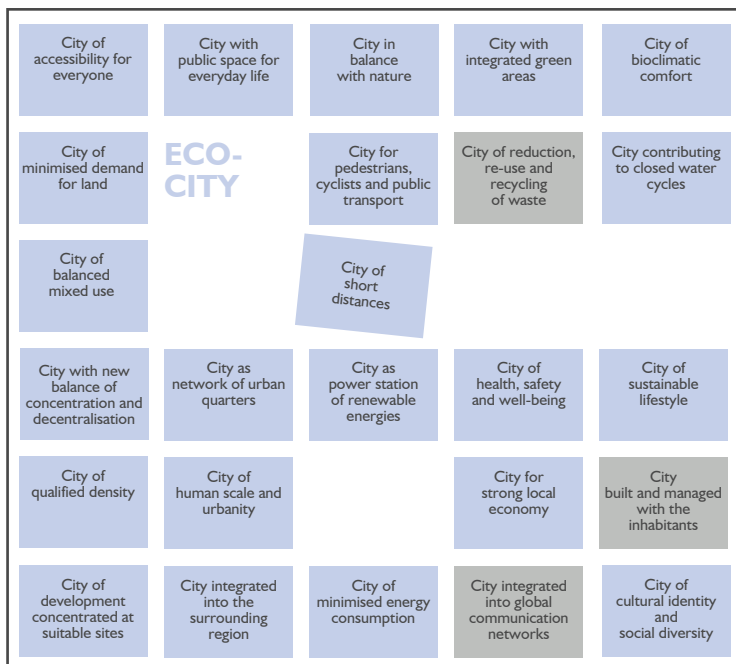 City of
accessibility for
everyone
City with
public space for
everyday life
City in
balance
with nature
City with
integrated green
areas
City of
bioclimatic
comfort
City of
minimised demand
for land
ECO-
CITY
City for
pedestrians,
cyclists and public
transport
City of reduction,
re-use and
recycling
of waste
City contributing
to closed water
cycles
City of
balanced
mixed use
City of
short
distances
City with new
balance of
concentration and
decentralisation
City as
network of urban
quarters
City as
power station
of renewable
energies
City of
health, safety
and well-being
City of
sustainable
lifestyle
City of
qualified density
City of
human scale and
urbanity
City for
strong local
economy
City
built and managed
with the
inhabitants
City of
development
concentrated at
suitable sites
City integrated
into the
surrounding
region
City of
minimised energy
consumption
City integrated
into global
communication
networks
City of
cultural identity
and
social diversity